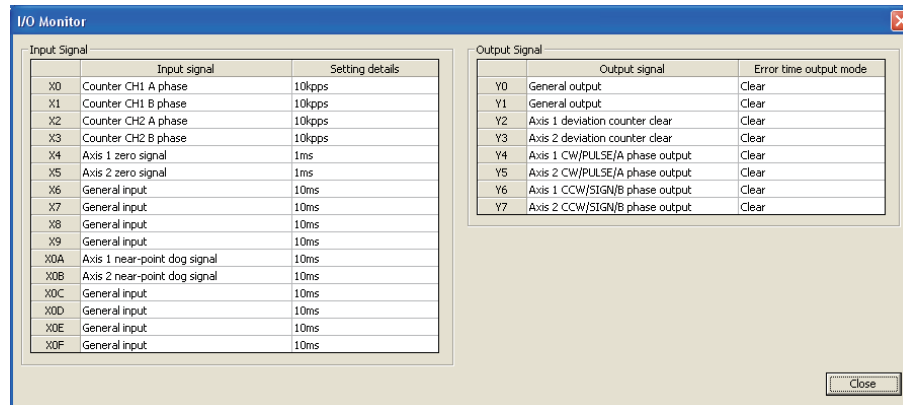 I/O Monitor
Input Signal
Input signal Setting details
X0 Counter CH1 A phase 10kpps
X1 Counter CH1 B phase 10kpps
X2 Counter CH2 A phase 10kpps
X3 Counter CH2 B phase 10kpps
X4 Axis 1 zero signal 1ms
X5 Axis 2 zero signal 1ms
X6 General input 10ms
X7 General input 10ms
X8 General input 10ms
X9 General input 10ms
X0A Axis 1 near-point dog signal 10ms
X0B Axis 2 near-point dog signal 10ms
X0C General input 10ms
X0D General input 10ms
X0E General input 10ms
X0F General input 10ms
Output Signal
Output signal Error time output mode
Y0 General output Clear
Y1 General output Clear
Y2 Axis 1 deviation counter clear Clear
Y3 Axis 2 deviation counter clear Clear
Y4 Axis 1 CW/PULSE/A phase output Clear
Y5 Axis 2 CW/PULSE/A phase output Clear
Y6 Axis 1 CCW/SIGN/B phase output Clear
Y7 Axis 2 CCW/SIGN/B phase output Clear
Close